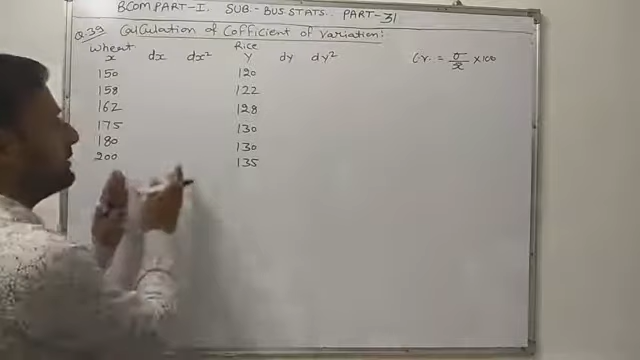 BCOM PART-I. SUB:- BUS. STATS. PART-31
Q.39 Calculation of Coefficient of Variation:
Wheat Rice
x dx dx² Y dy dy² C.V. = σ/x̄ × 100
150 120
158 122
162 128
175 130
180 130
200 135